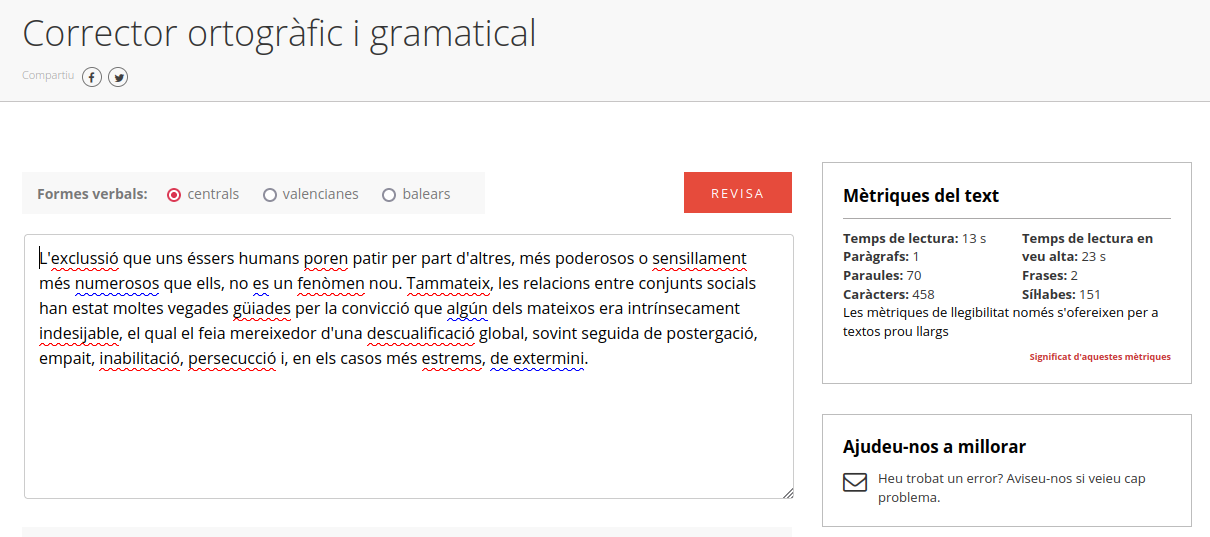 Corrector ortogràfic i gramatical
Compartiu
Formes verbals: centrals valencianes balears
REVISA
L'exclussió que uns éssers humans poren patir per part d'altres, més poderosos o sensillament
més numerosos que ells, no es un fenòmen nou. Tammateix, les relacions entre conjunts socials
han estat moltes vegades güiades per la convicció que algún dels mateixos era intrínsecament
indesijable, el qual el feia mereixedor d'una descualificació global, sovint seguida de postergació,
empait, inabilitació, persecucció i, en els casos més estrems, de extermini.
Mètriques del text
Temps de lectura: 13 s
Paràgrafs: 1
Paraules: 70
Caràcters: 458
Temps de lectura en
veu alta: 23 s
Frases: 2
Síl·labes: 151
Les mètriques de llegibilitat només s'ofereixen per a
textos prou llargs
Significat d'aquestes mètriques
Ajudeu-nos a millorar
Heu trobat un error? Aviseu-nos si veieu cap
problema.